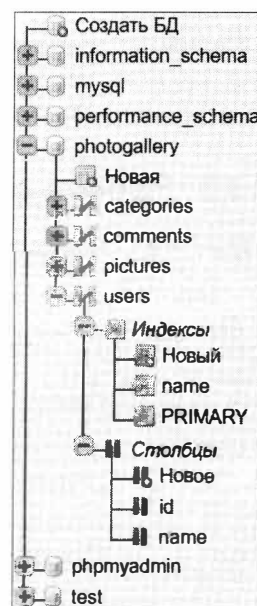 Создать БД
information_schema
mysql
performance_schema
photogallery
Новая
categories
comments
pictures
users
Индексы
Новый
name
PRIMARY
Столбцы
Новое
id
name
phpmyadmin
test